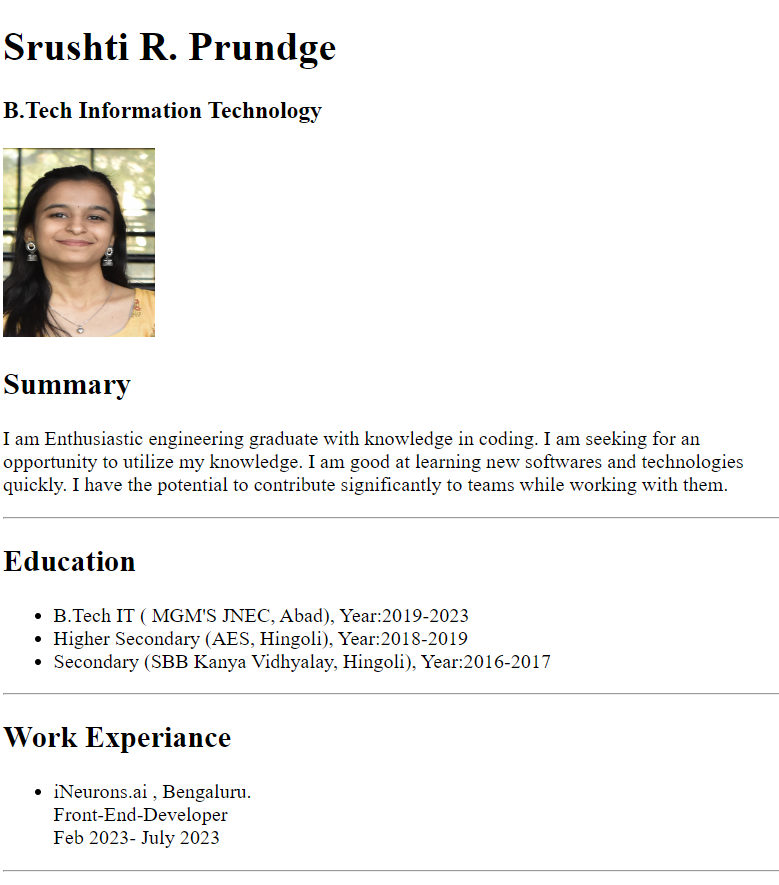 Srushti R. Prundge
B.Tech Information Technology
Summary
I am Enthusiastic engineering graduate with knowledge in coding. I am seeking for an
opportunity to utilize my knowledge. I am good at learning new softwares and technologies
quickly. I have the potential to contribute significantly to teams while working with them.
Education
• B.Tech IT ( MGM'S JNEC, Abad), Year:2019-2023
• Higher Secondary (AES, Hingoli), Year:2018-2019
• Secondary (SBB Kanya Vidhyalay, Hingoli), Year:2016-2017
Work Experiance
• iNeurons.ai , Bengaluru.
Front-End-Developer
Feb 2023- July 2023